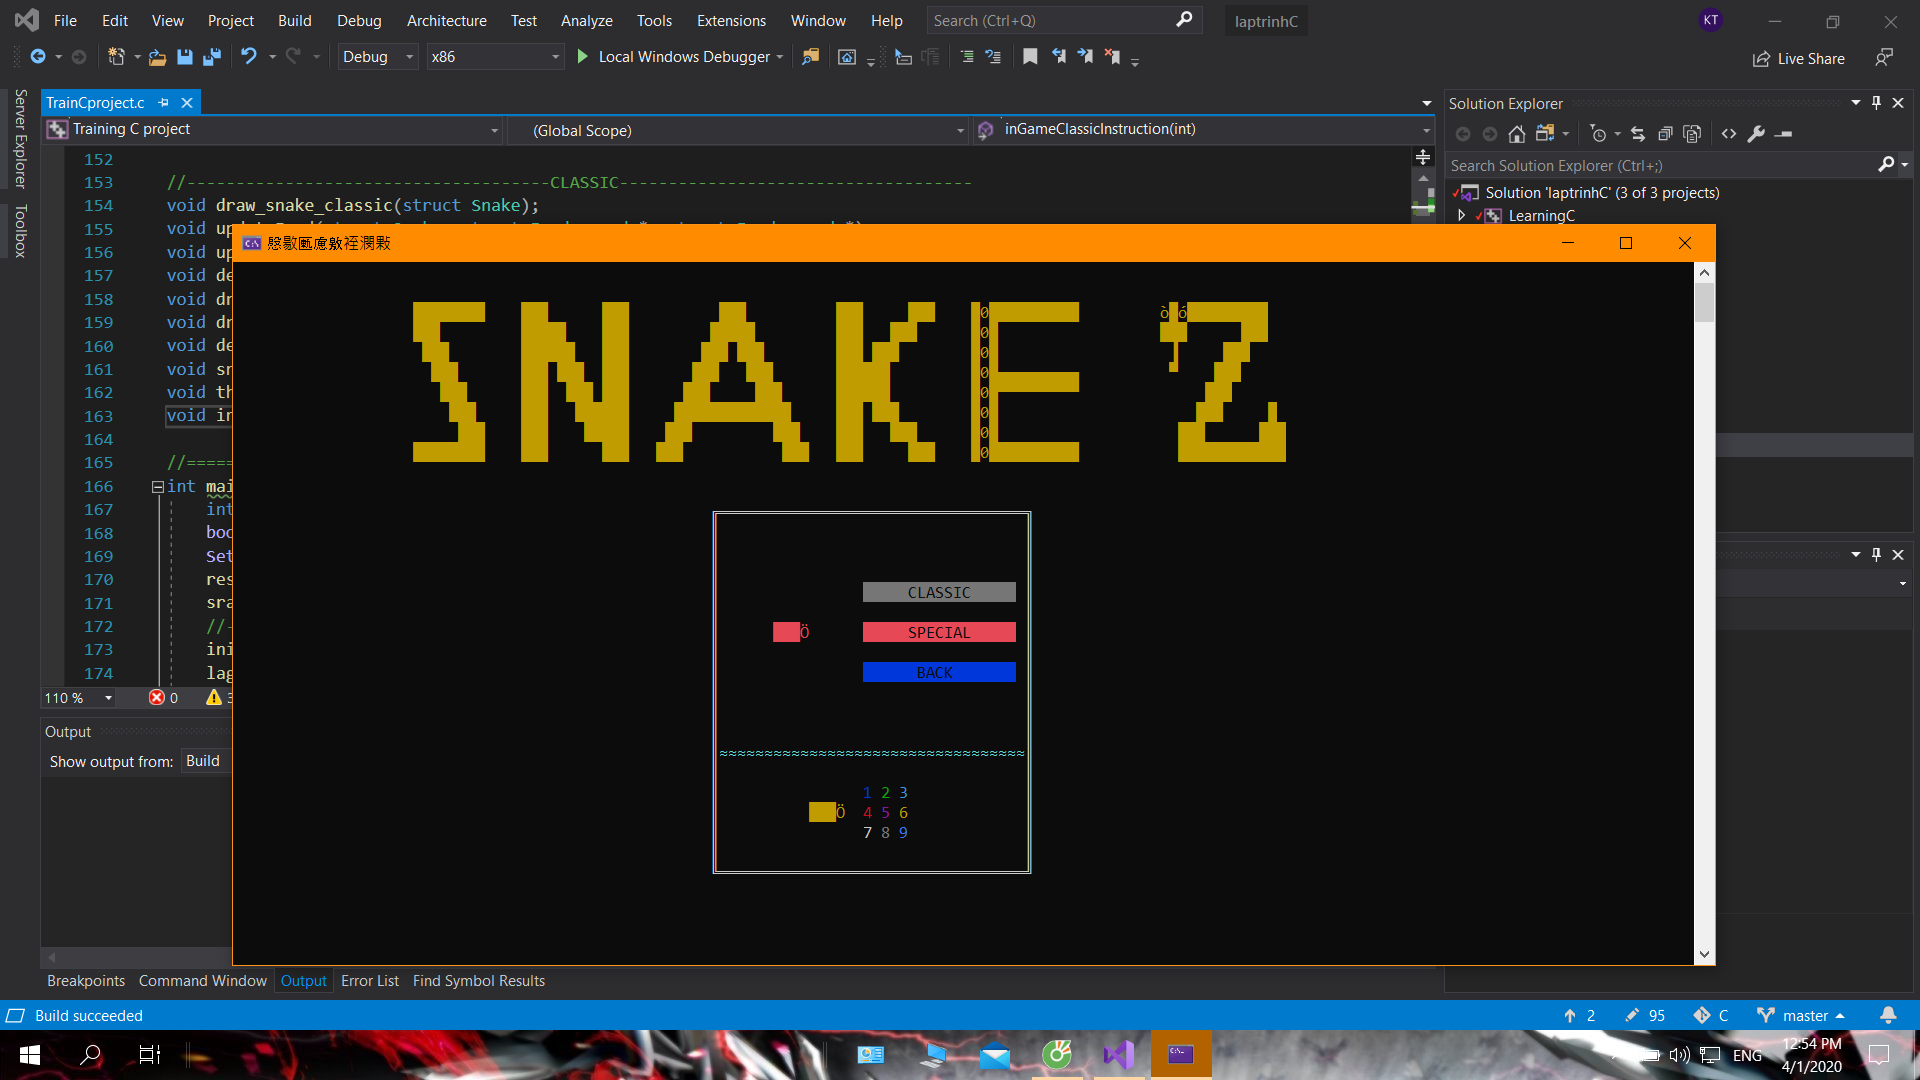 File Edit View Project Build Debug Architecture Test Analyze Tools Extensions Window Help Search (Ctrl+Q) laptrinhC KT
Debug x86 Local Windows Debugger Live Share
Server Explorer
Toolbox
TrainCproject.c
Training C project (Global Scope) inGameClassicInstruction(int)
152
153 //-------------------------------------CLASSIC------------------------------------
154 void draw_snake_classic(struct Snake);
155 void up
156 void up
157 void de
158 void dr
159 void dr
160 void de
161 void sn
162 void th
163 void in
164
165 //=====
166 int mai
167 int
168 boo
169 Set
170 res
171 sra
172 //-
173 ini
174 lag
110 % 0 3
Output
Show output from: Build
Breakpoints Command Window Output Error List Find Symbol Results
Solution Explorer
Search Solution Explorer (Ctrl+;)
Solution 'laptrinhC' (3 of 3 projects)
LearningC
SNAKE Z
CLASSIC
Ö SPECIAL
BACK
≈≈≈≈≈≈≈≈≈≈≈≈≈≈≈≈≈≈≈≈≈≈≈≈≈≈≈≈≈≈≈≈≈≈
1 2 3
Ö 4 5 6
7 8 9
Build succeeded 2 95 C master
ENG 12:54 PM
4/1/2020